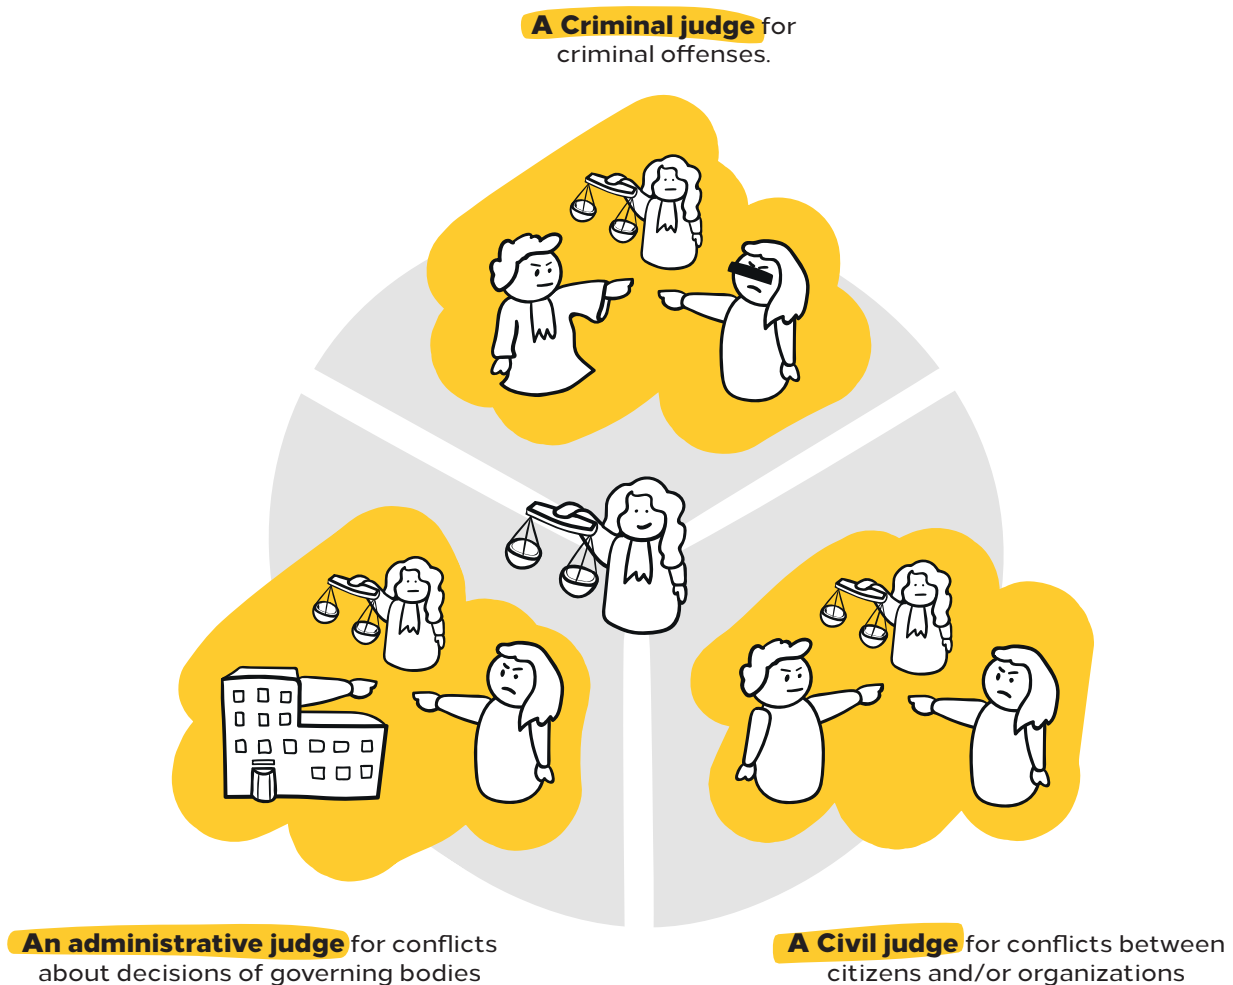 A Criminal judge for
criminal offenses.
An administrative judge for conflicts
about decisions of governing bodies
A Civil judge for conflicts between
citizens and/or organizations